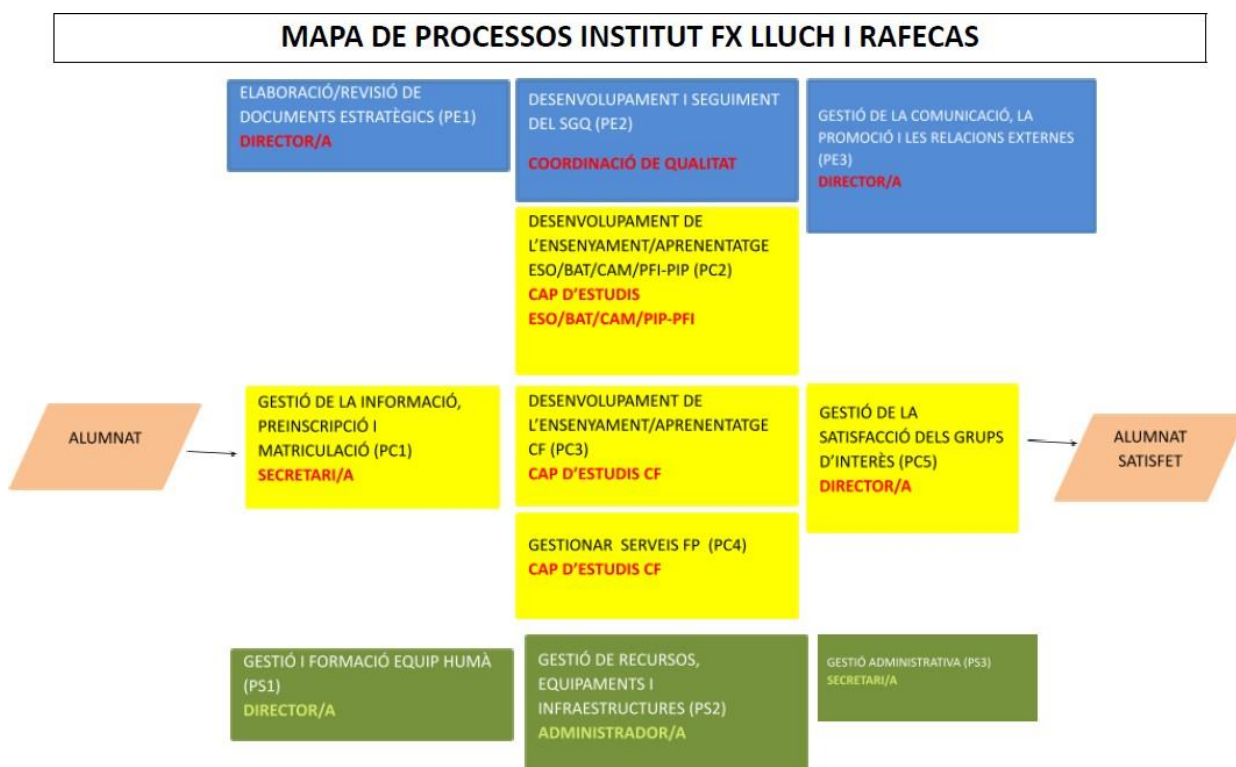 MAPA DE PROCESSOS INSTITUT FX LLUCH I RAFECAS
ELABORACIÓ/REVISIÓ DE
DOCUMENTS ESTRATÈGICS (PE1)
DIRECTOR/A
DESENVOLUPAMENT I SEGUIMENT
DEL SGQ (PE2)
COORDINACIÓ DE QUALITAT
GESTIÓ DE LA COMUNICACIÓ, LA
PROMOCIÓ I LES RELACIONS EXTERNES
(PE3)
DIRECTOR/A
DESENVOLUPAMENT DE
L'ENSENYAMENT/APRENENTATGE
ESO/BAT/CAM/PFI-PIP (PC2)
CAP D'ESTUDIS
ESO/BAT/CAM/PIP-PFI
ALUMNAT
GESTIÓ DE LA INFORMACIÓ,
PREINSCRIPCIÓ I
MATRICULACIÓ (PC1)
SECRETARI/A
DESENVOLUPAMENT DE
L'ENSENYAMENT/APRENENTATGE
CF (PC3)
CAP D'ESTUDIS CF
GESTIÓ DE LA
SATISFACCIÓ DELS GRUPS
D'INTERÈS (PC5)
DIRECTOR/A
ALUMNAT
SATISFET
GESTIONAR SERVEIS FP (PC4)
CAP D'ESTUDIS CF
GESTIÓ I FORMACIÓ EQUIP HUMÀ
(PS1)
DIRECTOR/A
GESTIÓ DE RECURSOS,
EQUIPAMENTS I
INFRAESTRUCTURES (PS2)
ADMINISTRADOR/A
GESTIÓ ADMINISTRATIVA (PS3)
SECRETARI/A